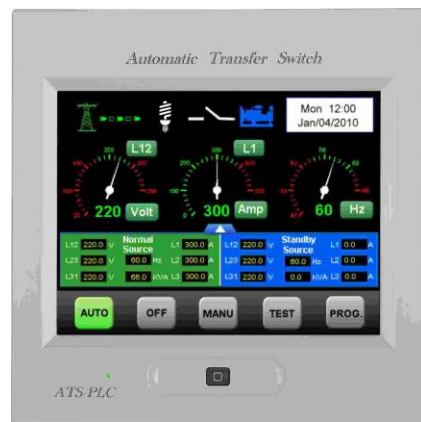 Automatic Transfer Switch
Mon 12:00
Jan/04/2010
L12 L1
220 Volt 300 Amp 60 Hz
Normal Source
L12 220.0 V L1 300.0 A
L23 220.0 V 60.0 Hz L2 300.0 A
L31 220.0 V 66.0 kVA L3 300.0 A
Standby Source
L12 220.0 V L1 0.0 A
L23 220.0 V 60.0 Hz L2 0.0 A
L31 220.0 V 0.0 kVA L3 0.0 A
AUTO OFF MANU TEST PROG.
ATS-PLC